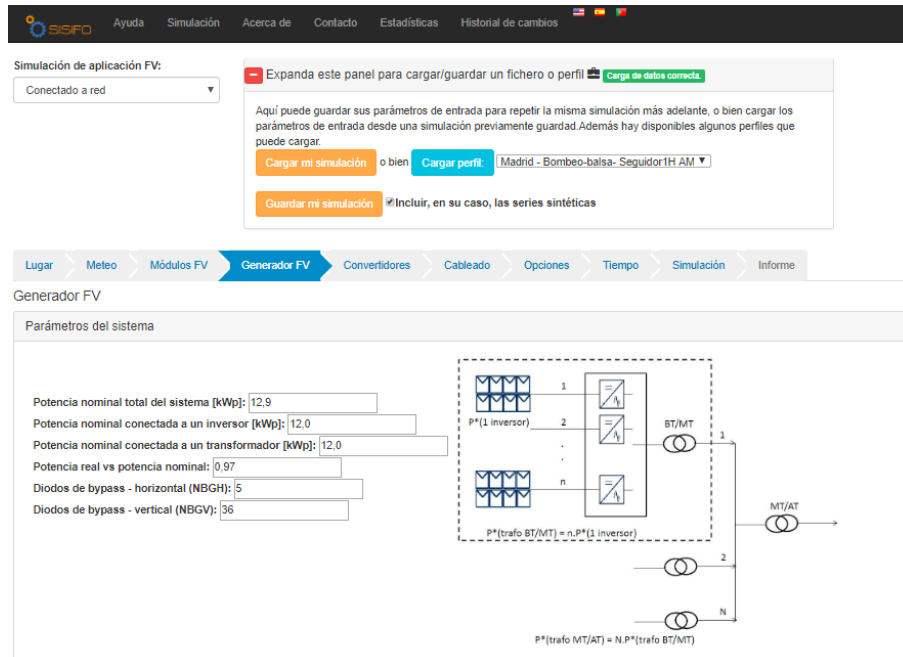 SISIFO Ayuda Simulación Acerca de Contacto Estadísticas Historial de cambios
Simulación de aplicación FV:
Conectado a red
Expanda este panel para cargar/guardar un fichero o perfil Carga de datos correcta.
Aquí puede guardar sus parámetros de entrada para repetir la misma simulación más adelante, o bien cargar los
parámetros de entrada desde una simulación previamente guardad.Además hay disponibles algunos perfiles que
puede cargar.
Cargar mi simulación o bien Cargar perfil: Madrid - Bombeo-balsa- Seguidor1H AM
Guardar mi simulación Incluir, en su caso, las series sintéticas
Lugar Meteo Módulos FV Generador FV Convertidores Cableado Opciones Tiempo Simulación Informe
Generador FV
Parámetros del sistema
Potencia nominal total del sistema [kWp]: 12,9
Potencia nominal conectada a un inversor [kWp]: 12,0
Potencia nominal conectada a un transformador [kWp]: 12,0
Potencia real vs potencia nominal: 0,97
Diodos de bypass - horizontal (NBGH): 5
Diodos de bypass - vertical (NBGV): 36
1
P*(1 inversor) 2
.
.
n
P*(trafo BT/MT) = n.P*(1 inversor)
BT/MT
1
MT/AT
2
N
P*(trafo MT/AT) = N.P*(trafo BT/MT)